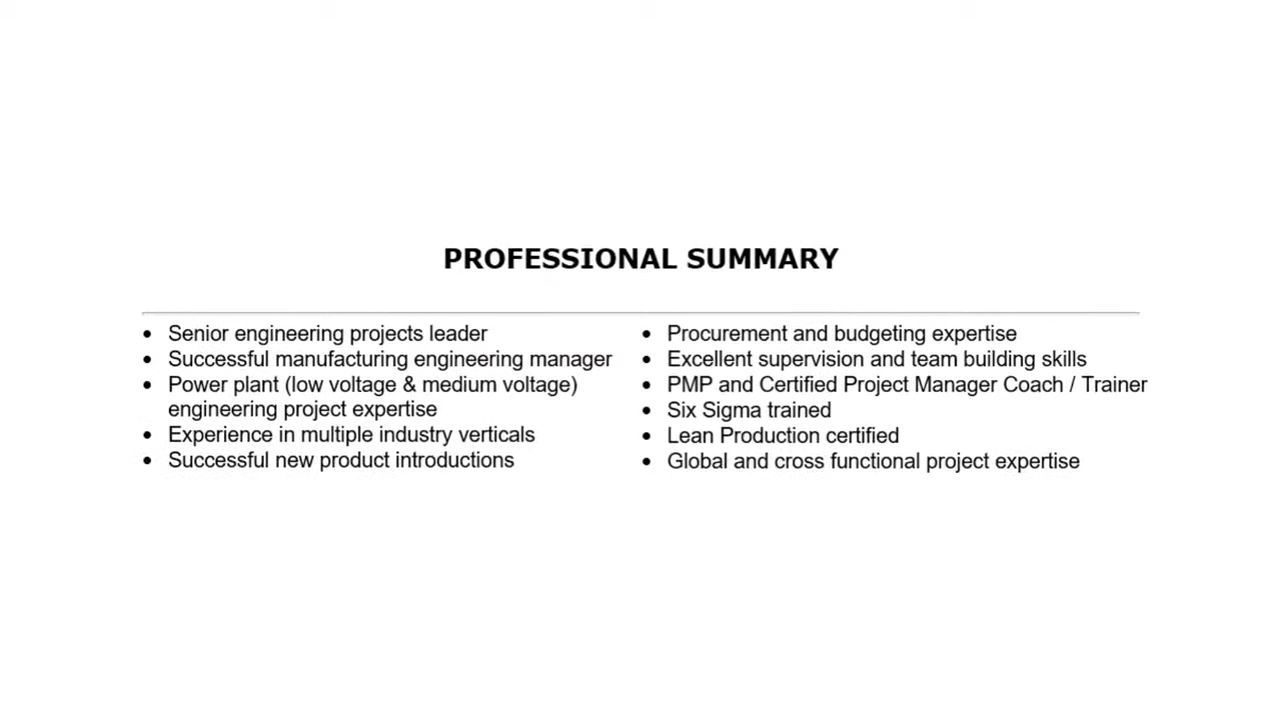 PROFESSIONAL SUMMARY
• Senior engineering projects leader
• Successful manufacturing engineering manager
• Power plant (low voltage & medium voltage)
engineering project expertise
• Experience in multiple industry verticals
• Successful new product introductions
• Procurement and budgeting expertise
• Excellent supervision and team building skills
• PMP and Certified Project Manager Coach / Trainer
• Six Sigma trained
• Lean Production certified
• Global and cross functional project expertise